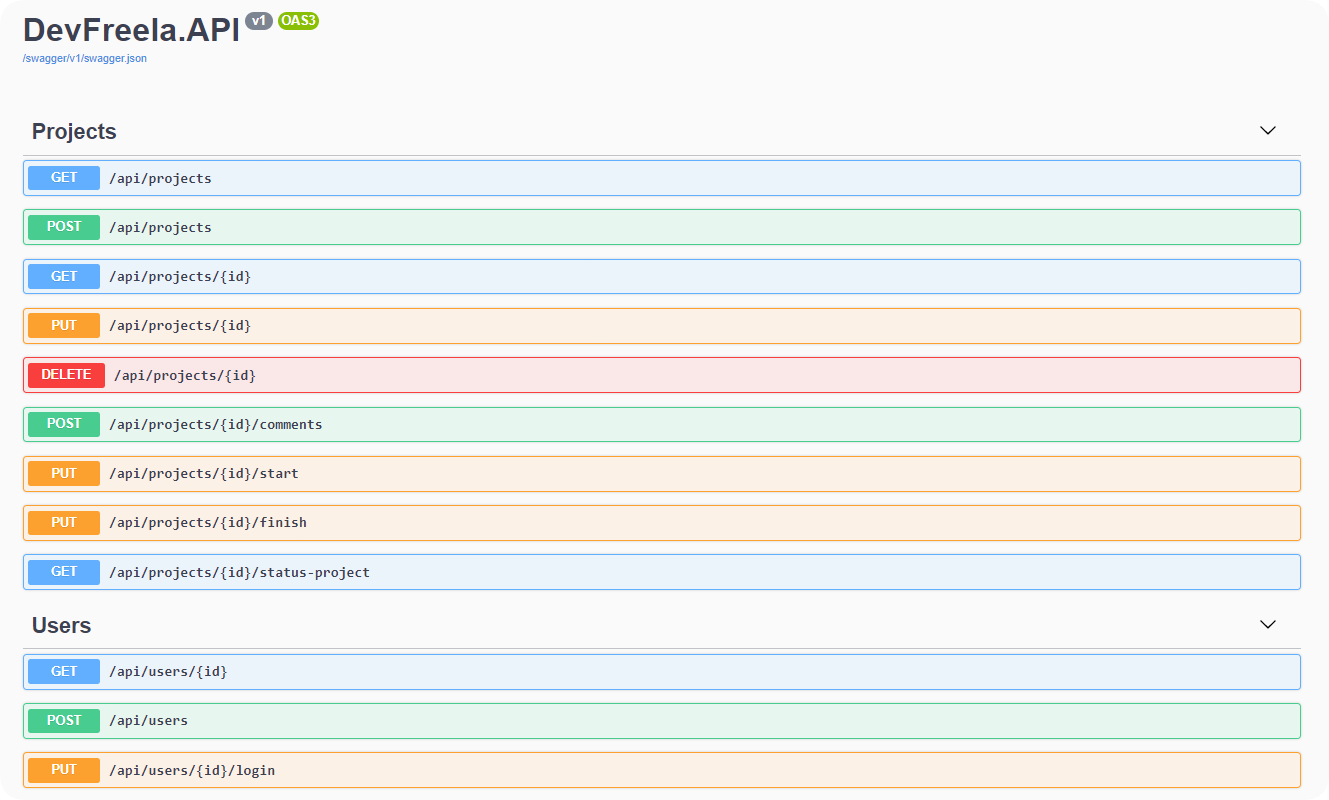 DevFreela.API v1 OAS3
/swagger/v1/swagger.json
Projects
GET /api/projects
POST /api/projects
GET /api/projects/{id}
PUT /api/projects/{id}
DELETE /api/projects/{id}
POST /api/projects/{id}/comments
PUT /api/projects/{id}/start
PUT /api/projects/{id}/finish
GET /api/projects/{id}/status-project
Users
GET /api/users/{id}
POST /api/users
PUT /api/users/{id}/login